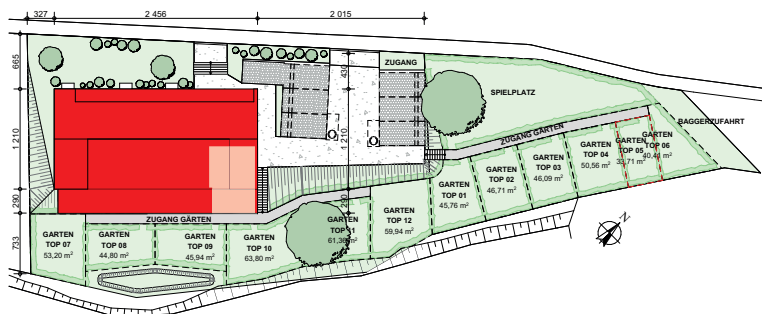 327
2 456
2 015
665
1 210
290
733
430
1 210
290
ZUGANG
SPIELPLATZ
BAGGERZUFAHRT
ZUGANG GÄRTEN
ZUGANG GÄRTEN
GARTEN
TOP 06
40,44 m²
GARTEN
TOP 05
33,71 m²
GARTEN
TOP 04
50,56 m²
GARTEN
TOP 03
46,09 m²
GARTEN
TOP 02
46,71 m²
GARTEN
TOP 01
45,76 m²
GARTEN
TOP 12
59,94 m²
GARTEN
TOP 11
61,36 m²
GARTEN
TOP 10
63,80 m²
GARTEN
TOP 09
45,94 m²
GARTEN
TOP 08
44,80 m²
GARTEN
TOP 07
53,20 m²
N